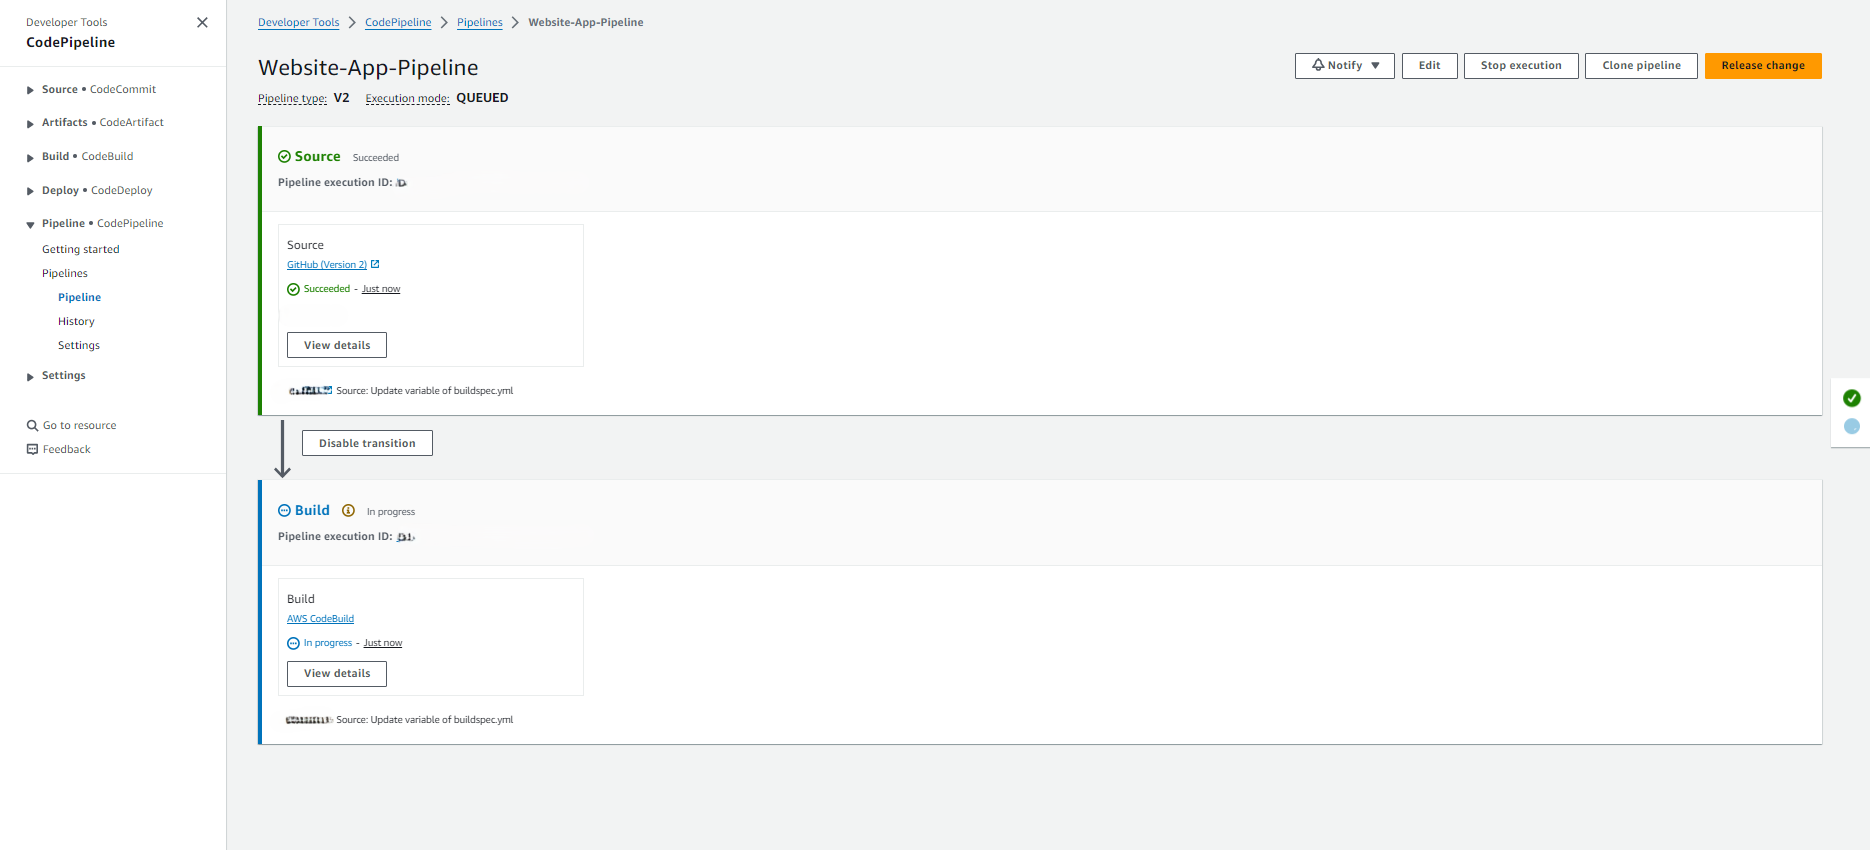 Developer Tools
CodePipeline
Source • CodeCommit
Artifacts • CodeArtifact
Build • CodeBuild
Deploy • CodeDeploy
Pipeline • CodePipeline
Getting started
Pipelines
Pipeline
History
Settings
Settings
Go to resource
Feedback
Developer Tools > CodePipeline > Pipelines > Website-App-Pipeline
Website-App-Pipeline
Notify Edit Stop execution Clone pipeline Release change
Pipeline type: V2 Execution mode: QUEUED
Source Succeeded
Pipeline execution ID:
Source
GitHub (Version 2)
Succeeded - Just now
View details
Source: Update variable of buildspec.yml
Disable transition
Build In progress
Pipeline execution ID:
Build
AWS CodeBuild
In progress - Just now
View details
Source: Update variable of buildspec.yml